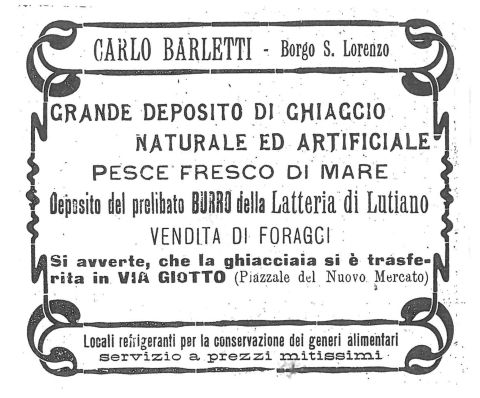 CARLO BARLETTI - Borgo S. Lorenzo
GRANDE DEPOSITO DI GHIACCIO
NATURALE ED ARTIFICIALE
PESCE FRESCO DI MARE
Deposito del prelibato BURRO della Latteria di Lutiano
VENDITA DI FORAGGI
Si avverte, che la ghiacciaia si è trasfe-
rita in VIA GIOTTO (Piazzale del Nuovo Mercato)
Locali refrigeranti per la conservazione dei generi alimentari
servizio a prezzi mitissimi